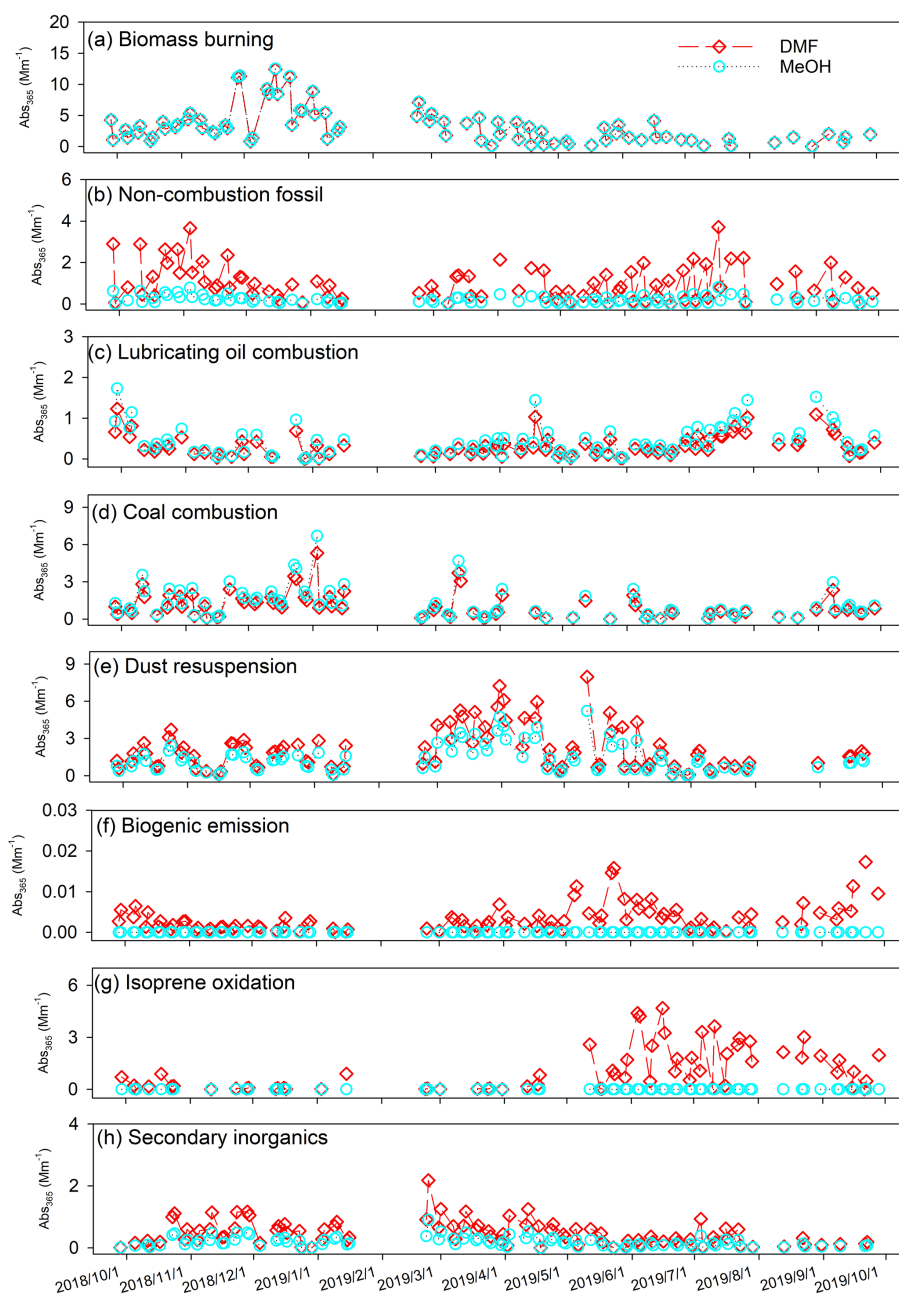 (a) Biomass burning
DMF
MeOH
Abs365 (Mm-1)
20
15
10
5
0
(b) Non-combustion fossil
Abs365 (Mm-1)
6
4
2
0
(c) Lubricating oil combustion
Abs365 (Mm-1)
3
2
1
0
(d) Coal combustion
Abs365 (Mm-1)
9
6
3
0
(e) Dust resuspension
Abs365 (Mm-1)
9
6
3
0
(f) Biogenic emission
Abs365 (Mm-1)
0.03
0.02
0.01
0.00
(g) Isoprene oxidation
Abs365 (Mm-1)
6
3
0
(h) Secondary inorganics
Abs365 (Mm-1)
4
2
0
2018/10/1
2018/11/1
2018/12/1
2019/1/1
2019/2/1
2019/3/1
2019/4/1
2019/5/1
2019/6/1
2019/7/1
2019/8/1
2019/9/1
2019/10/1